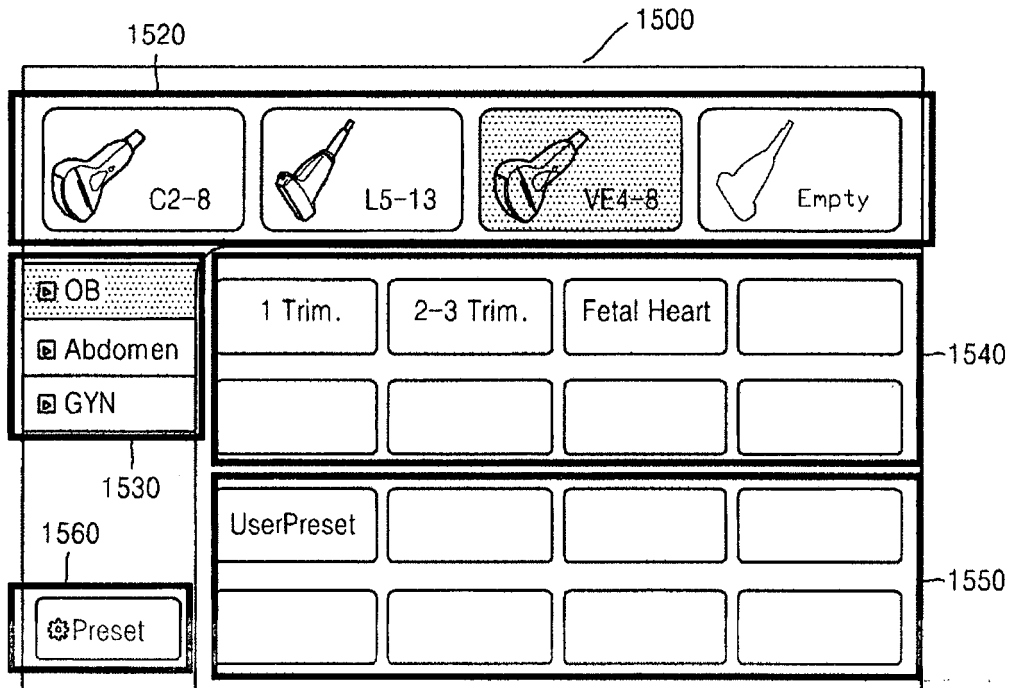 1500
1520
C2-8
L5-13
VE4-8
Empty
OB
Abdomen
GYN
1 Trim.
2-3 Trim.
Fetal Heart
1540
1530
UserPreset
1560
1550
Preset